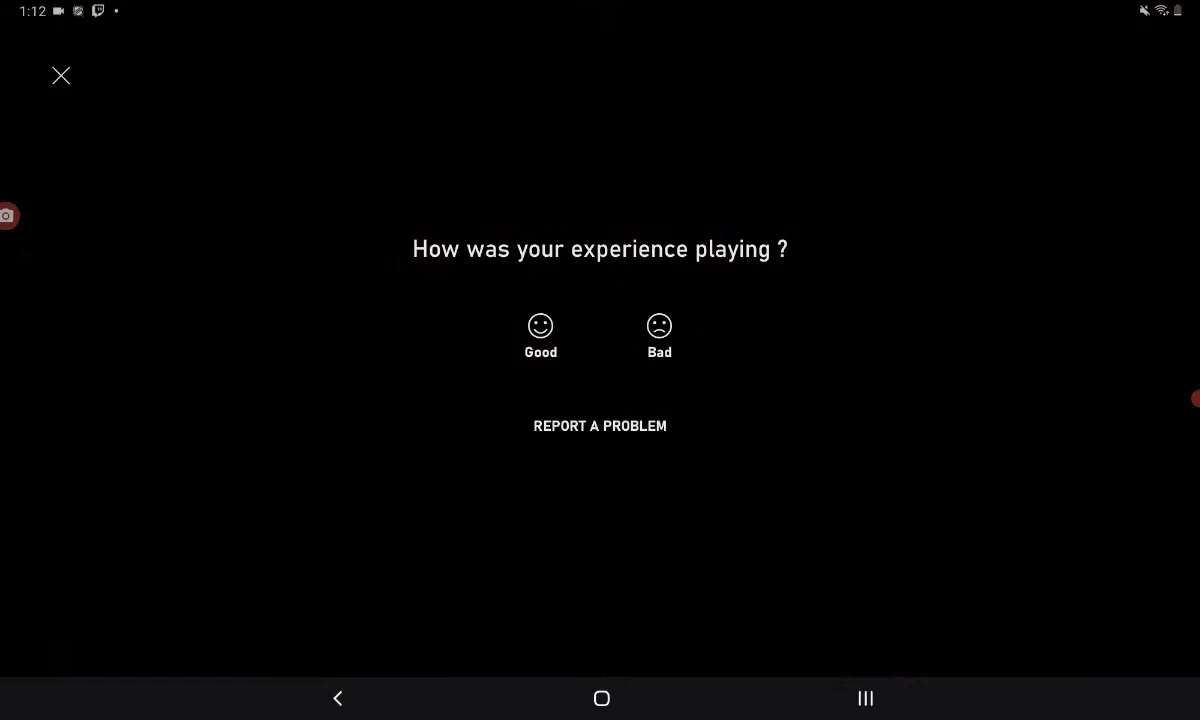 1:12
How was your experience playing ?
Good
Bad
REPORT A PROBLEM